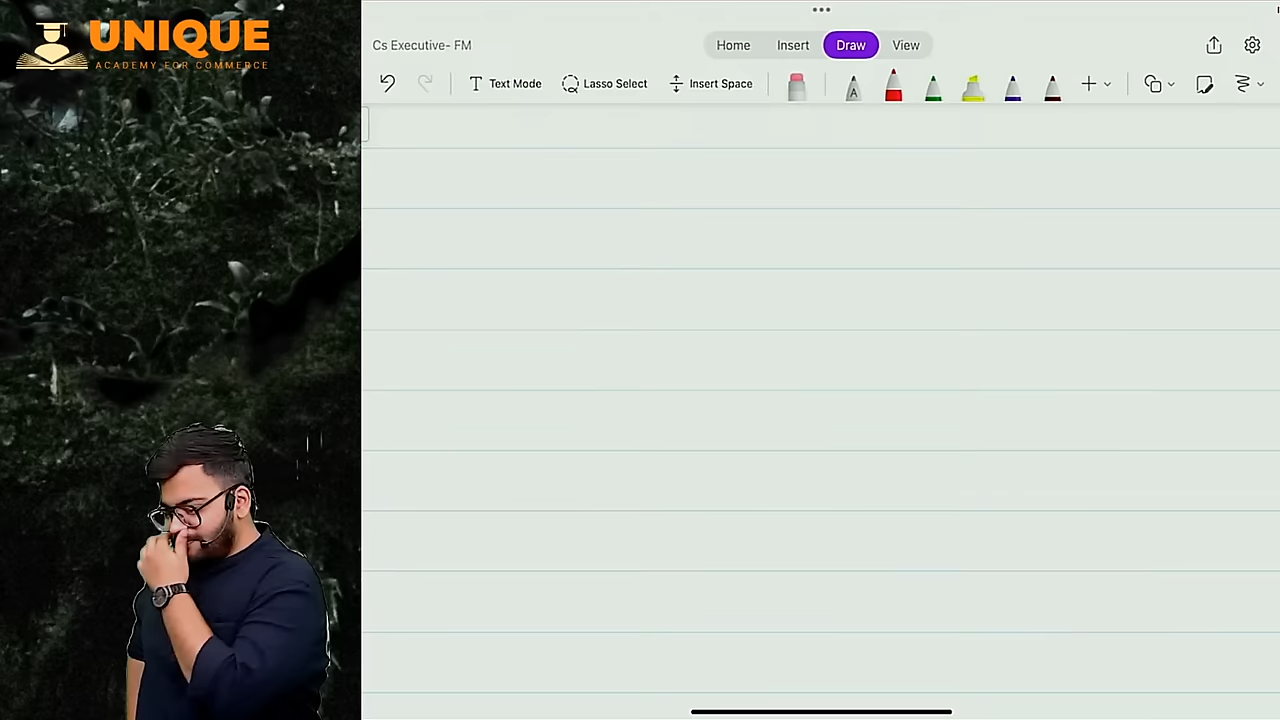 UNIQUE
ACADEMY FOR COMMERCE
Cs Executive- FM
Home Insert Draw View
Text Mode Lasso Select Insert Space
A